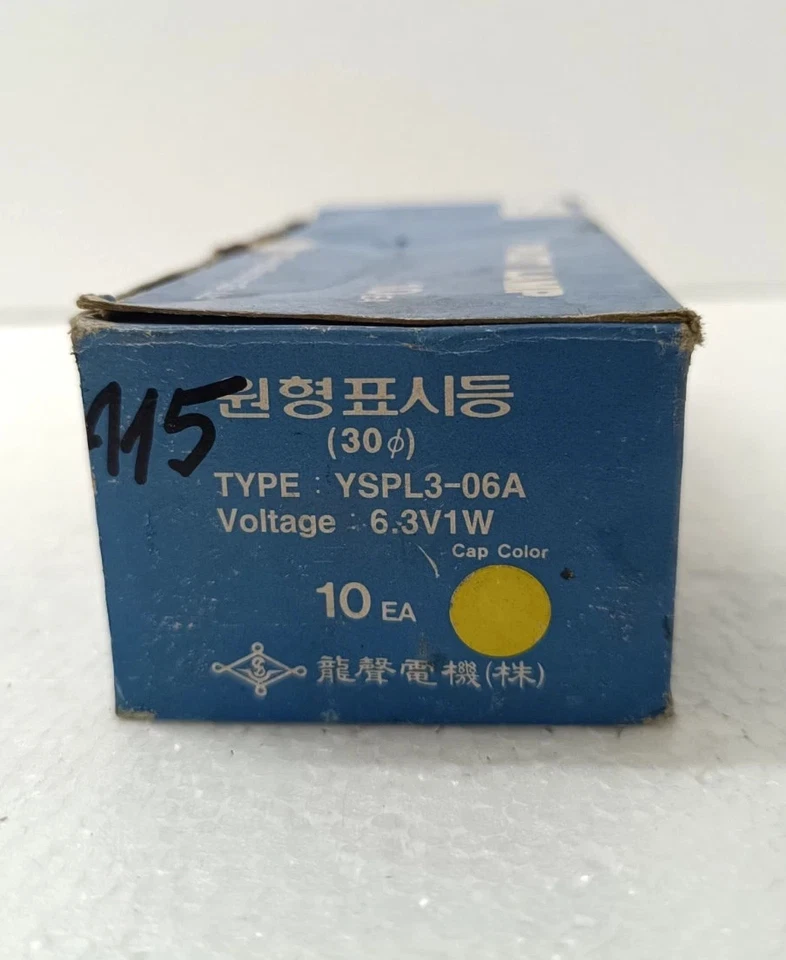 115
원형표시등
(30ϕ)
TYPE : YSPL3-06A
Voltage : 6.3V1W
Cap Color
10 EA
龍聲電機(株)